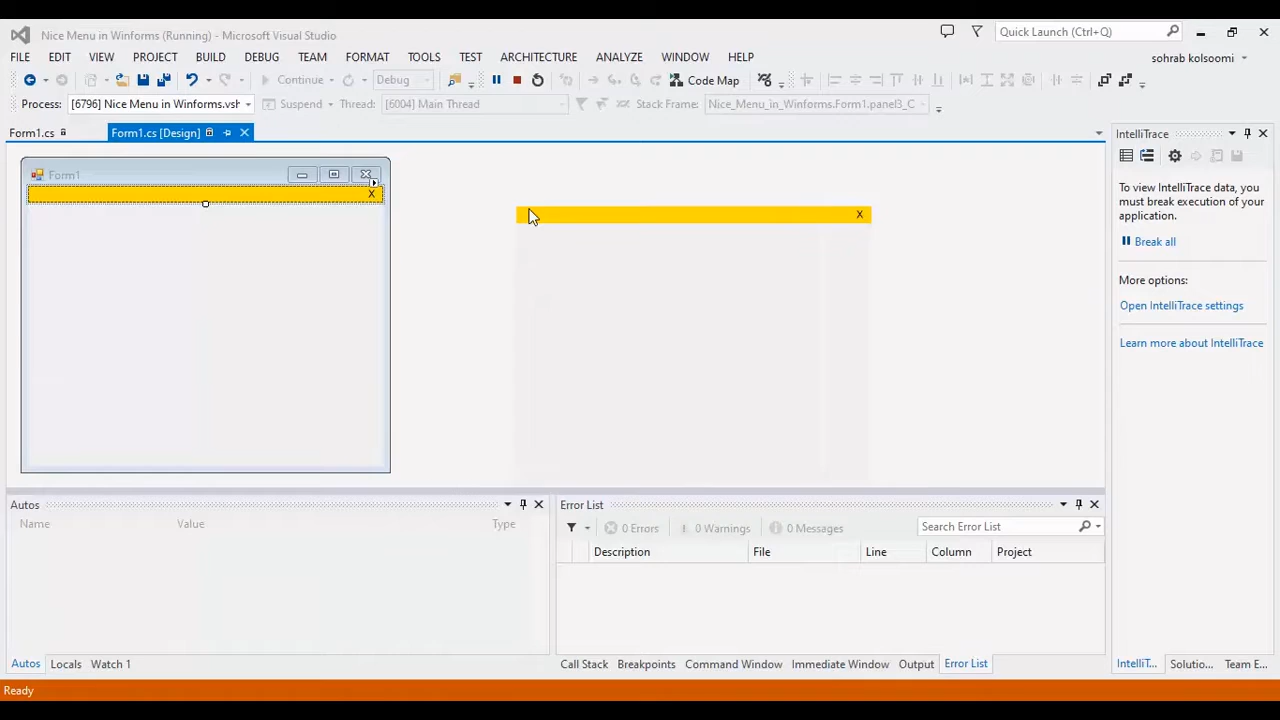 Nice Menu in Winforms (Running) - Microsoft Visual Studio
Quick Launch (Ctrl+Q)
FILE EDIT VIEW PROJECT BUILD DEBUG TEAM FORMAT TOOLS TEST ARCHITECTURE ANALYZE WINDOW HELP
sohrab kolsoomi
Continue Debug Code Map
Process: [6796] Nice Menu in Winforms.vsh Suspend Thread: [6004] Main Thread Stack Frame: Nice_Menu_in_Winforms.Form1.panel3_C
Form1.cs Form1.cs [Design]
IntelliTrace
Form1
X
X
To view IntelliTrace data, you
must break execution of your
application.
Break all
More options:
Open IntelliTrace settings
Learn more about IntelliTrace
Autos
Name Value Type
Error List
0 Errors 0 Warnings 0 Messages Search Error List
Description File Line Column Project
Autos Locals Watch 1
Call Stack Breakpoints Command Window Immediate Window Output Error List
IntelliT... Solutio... Team E...
Ready